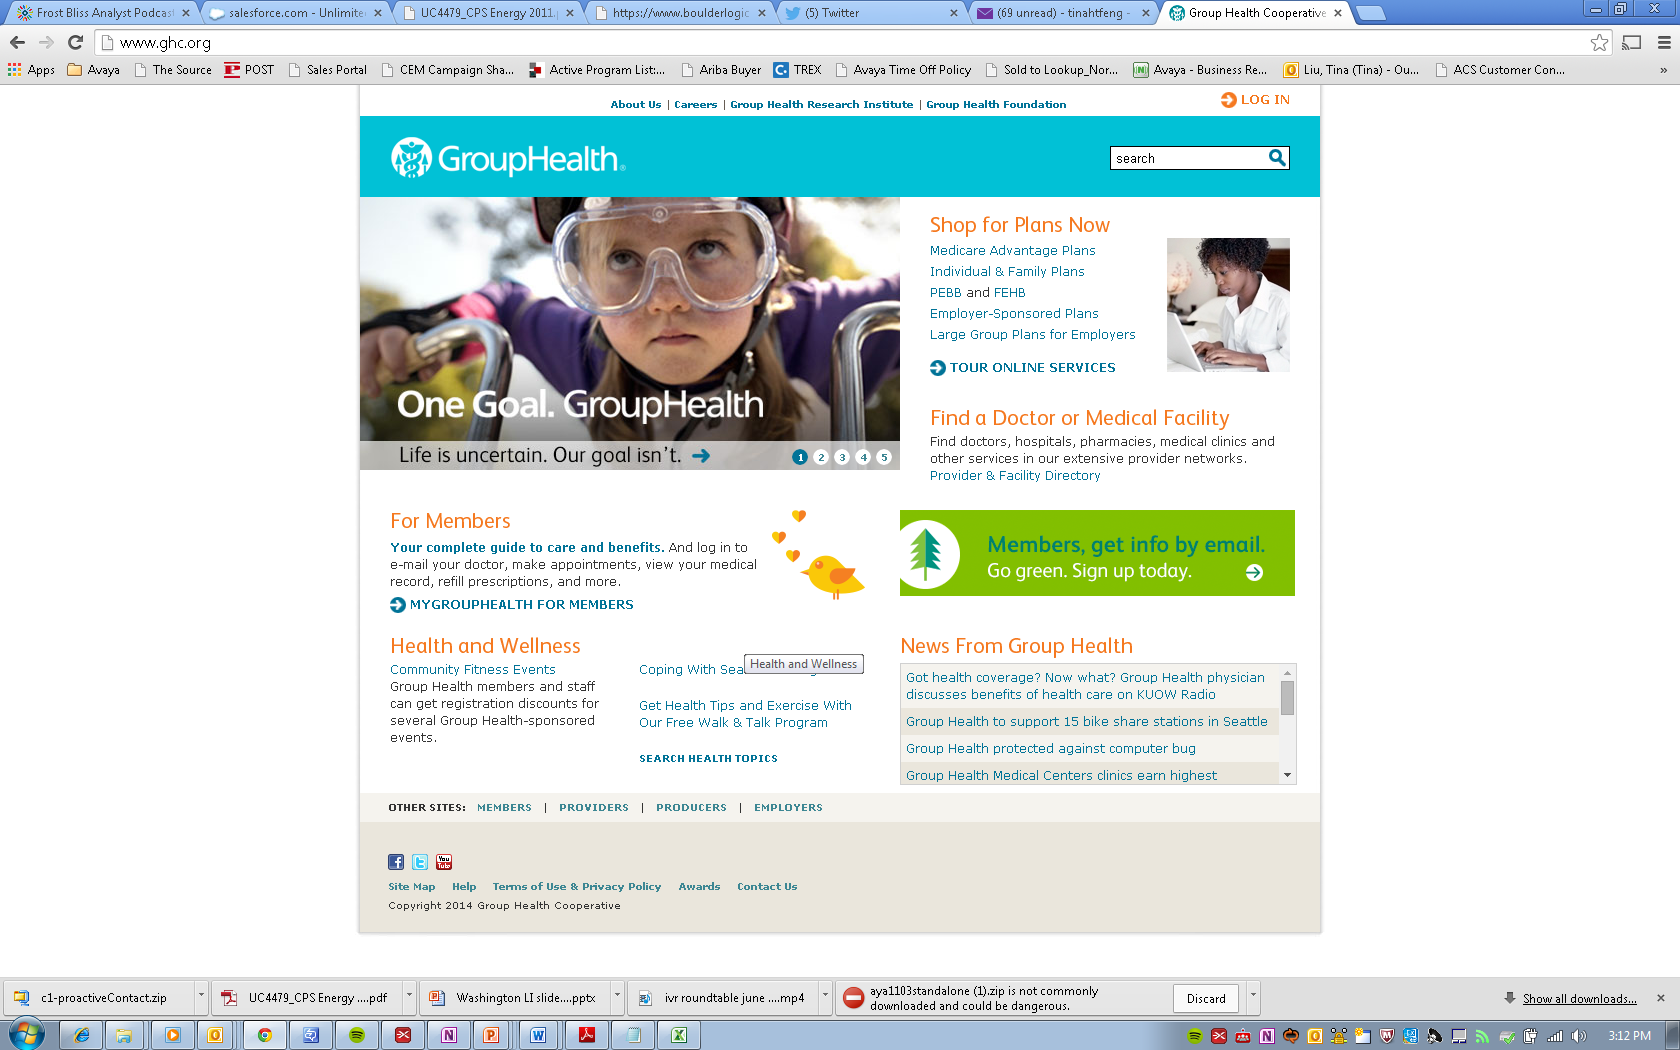 Frost Bliss Analyst Podcast
salesforce.com - Unlimite
UC4479_CPS Energy 2011.
https://www.boulderlogic
(5) Twitter
(69 unread) - tinahtfeng -
Group Health Cooperative
www.ghc.org
Apps
Avaya
The Source
POST
Sales Portal
CEM Campaign Sha...
Active Program List:...
Ariba Buyer
TREX
Avaya Time Off Policy
Sold to Lookup_Nor...
Avaya - Business Re...
Liu, Tina (Tina) - Ou...
ACS Customer Con...
»
About Us | Careers | Group Health Research Institute | Group Health Foundation
LOG IN
GroupHealth®
search
One Goal. GroupHealth
Life is uncertain. Our goal isn't.
1 2 3 4 5
Shop for Plans Now
Medicare Advantage Plans
Individual & Family Plans
PEBB and FEHB
Employer-Sponsored Plans
Large Group Plans for Employers
TOUR ONLINE SERVICES
Find a Doctor or Medical Facility
Find doctors, hospitals, pharmacies, medical clinics and
other services in our extensive provider networks.
Provider & Facility Directory
For Members
Your complete guide to care and benefits. And log in to
e-mail your doctor, make appointments, view your medical
record, refill prescriptions, and more.
MYGROUPHEALTH FOR MEMBERS
Members, get info by email.
Go green. Sign up today.
Health and Wellness
Community Fitness Events
Group Health members and staff
can get registration discounts for
several Group Health-sponsored
events.
Coping With Sea
Health and Wellness
Get Health Tips and Exercise With
Our Free Walk & Talk Program
SEARCH HEALTH TOPICS
News From Group Health
Got health coverage? Now what? Group Health physician
discusses benefits of health care on KUOW Radio
Group Health to support 15 bike share stations in Seattle
Group Health protected against computer bug
Group Health Medical Centers clinics earn highest
OTHER SITES: MEMBERS | PROVIDERS | PRODUCERS | EMPLOYERS
You Tube
Site Map Help Terms of Use & Privacy Policy Awards Contact Us
Copyright 2014 Group Health Cooperative
c1-proactiveContact.zip
UC4479_CPS Energy ....pdf
Washington LI slide....pptx
ivr roundtable june ....mp4
aya1103standalone (1).zip is not commonly
downloaded and could be dangerous.
Discard
Show all downloads...
3:12 PM